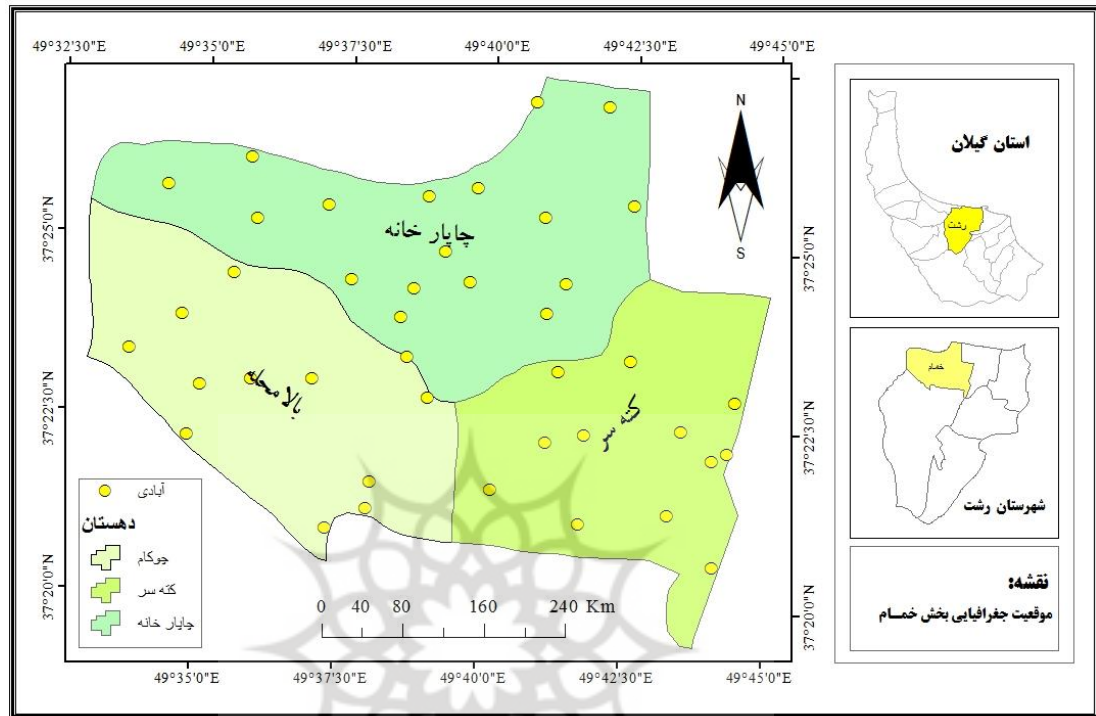 49°32'30"E 49°35'0"E 49°37'30"E 49°40'0"E 49°42'30"E 49°45'0"E
37°25'0"N
37°22'30"N
37°20'0"N
37°25'0"N
37°22'30"N
37°20'0"N
N
S
چاپار خانه
بالا محله
کته سر
آبادی
دهستان
چوکام
کته سر
چاپار خانه
0 40 80 160 240 Km
49°35'0"E 49°37'30"E 49°40'0"E 49°42'30"E 49°45'0"E
استان گیلان
رشت
خمام
شهرستان رشت
نقشه:
موقعیت جغرافیایی بخش خمــام